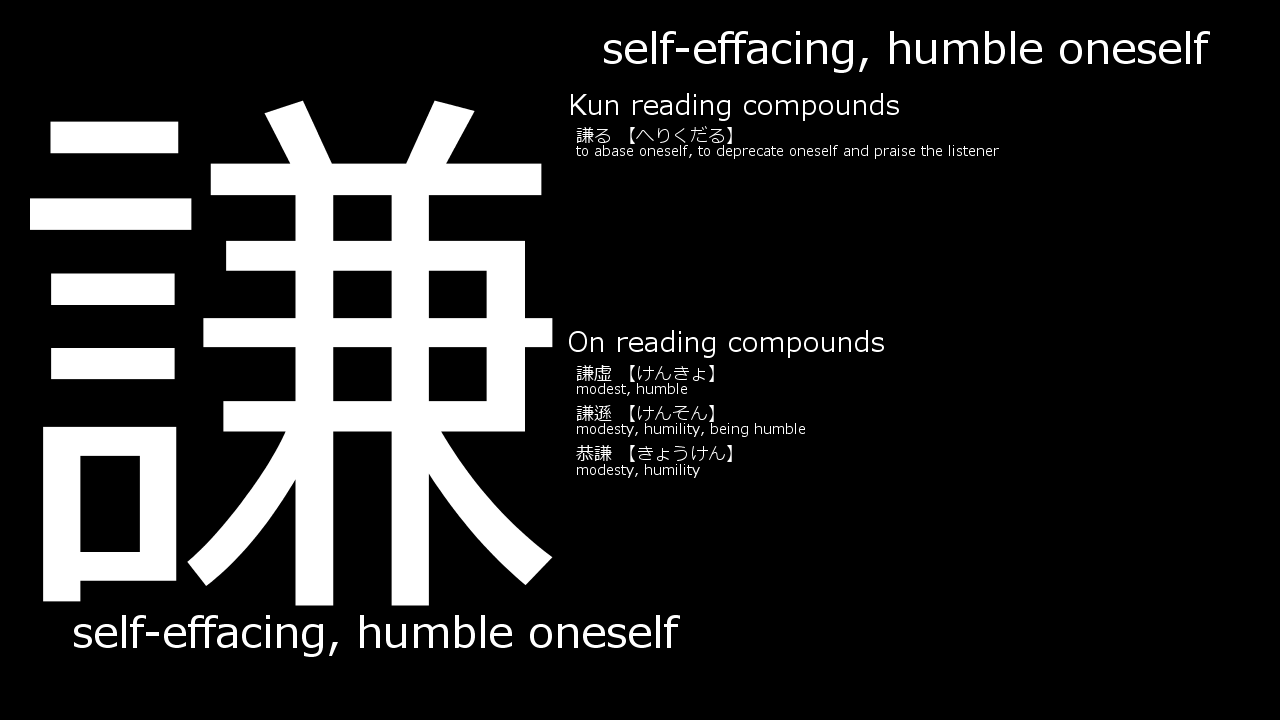 self-effacing, humble oneself
謙
Kun reading compounds
謙る 【へりくだる】
to abase oneself, to deprecate oneself and praise the listener
On reading compounds
謙虚 【けんきょ】
modest, humble
謙遜 【けんそん】
modesty, humility, being humble
恭謙 【きょうけん】
modesty, humility
self-effacing, humble oneself